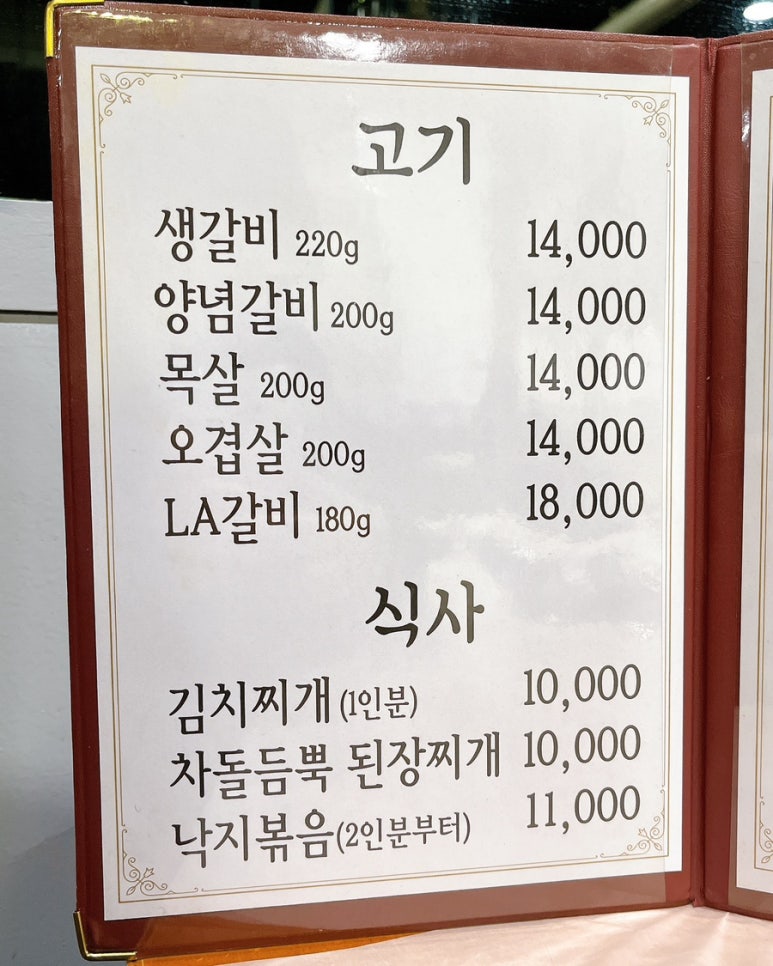 고기
생갈비 220g 14,000
양념갈비 200g 14,000
목살 200g 14,000
오겹살 200g 14,000
LA갈비 180g 18,000
식사
김치찌개 (1인분) 10,000
차돌듬뿍 된장찌개 10,000
낙지볶음(2인분부터) 11,000